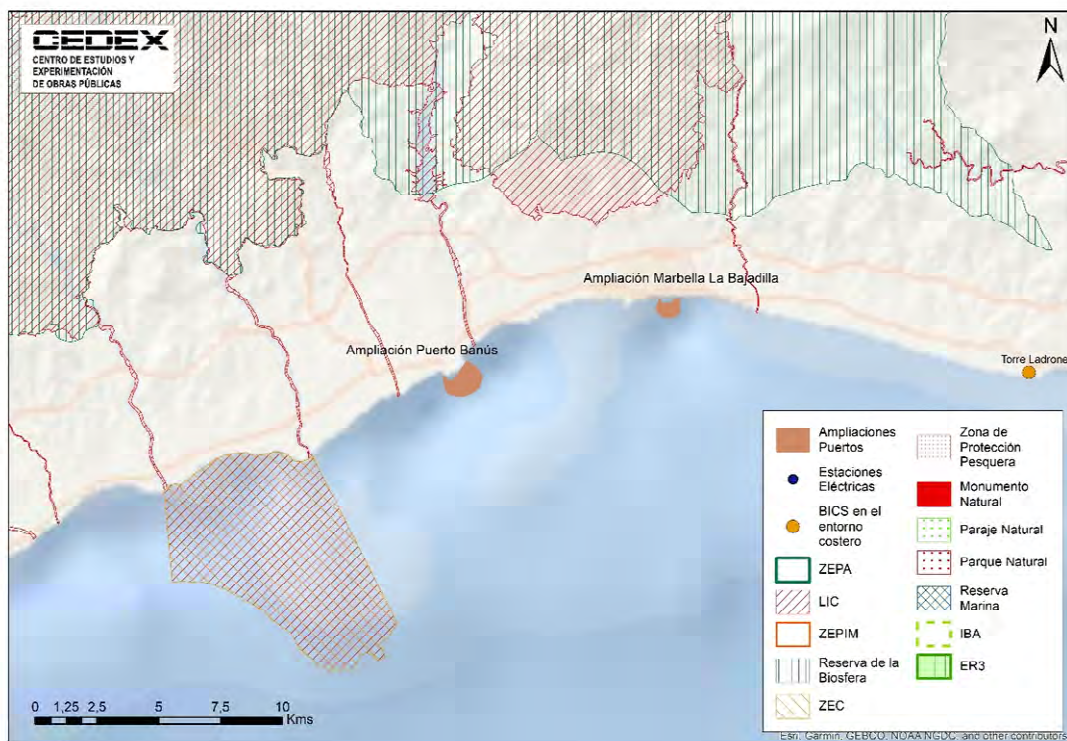 CEDEX
CENTRO DE ESTUDIOS Y
EXPERIMENTACIÓN
DE OBRAS PÚBLICAS
N
Ampliación Marbella La Bajadilla
Ampliación Puerto Banús
Torre Ladrone
Ampliaciones
Puertos
Estaciones
Eléctricas
BICS en el
entorno
costero
ZEPA
LIC
ZEPIM
Reserva de la
Biosfera
ZEC
Zona de
Protección
Pesquera
Monumento
Natural
Paraje Natural
Parque Natural
Reserva
Marina
IBA
ER3
0 1,25 2,5 5 7,5 10
Kms
Esri, Garmin, GEBCO, NOAA NGDC, and other contributors